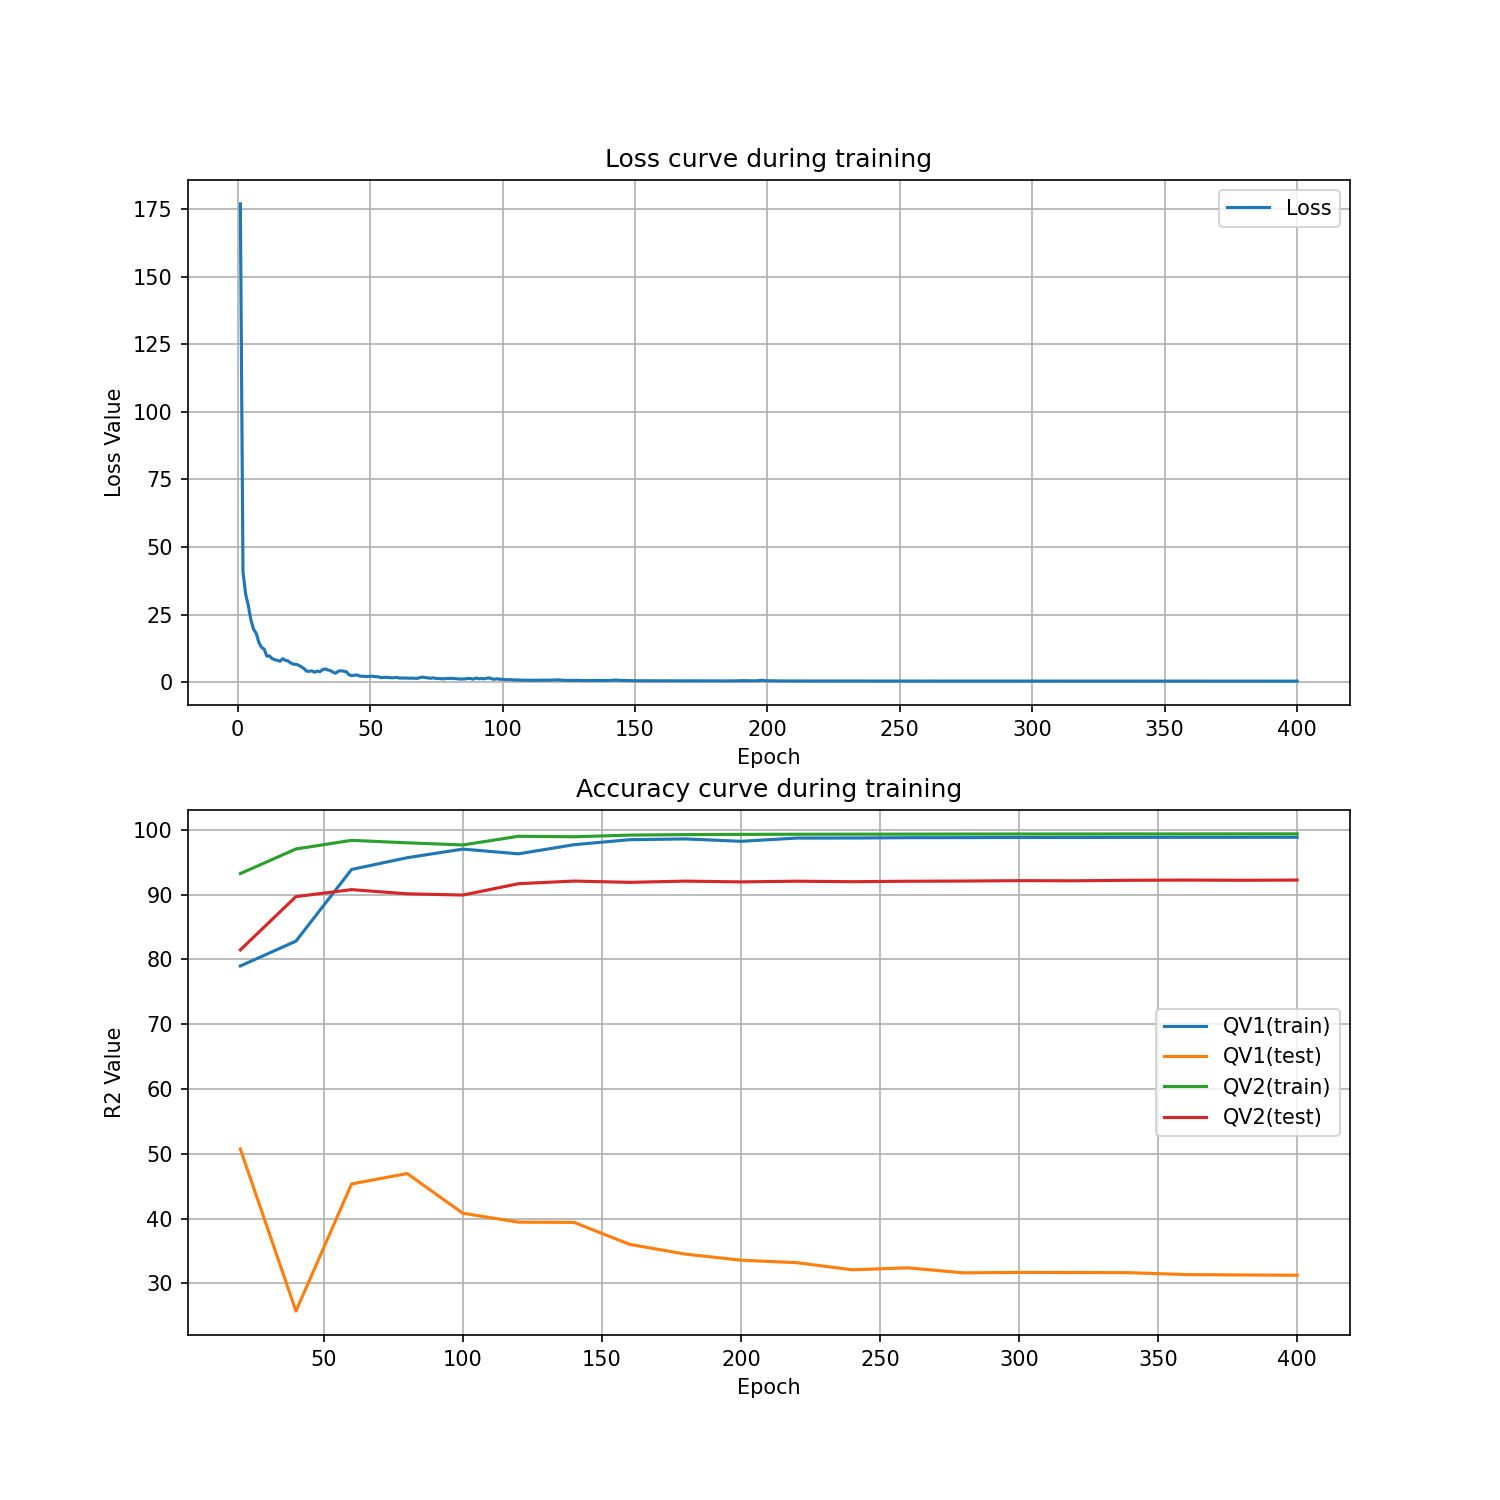 Loss curve during training
175
150
125
100
75
50
25
0
Loss Value
Loss
0 50 100 150 200 250 300 350 400
Epoch
Accuracy curve during training
100
90
80
70
60
50
40
30
R2 Value
QV1(train)
QV1(test)
QV2(train)
QV2(test)
50 100 150 200 250 300 350 400
Epoch